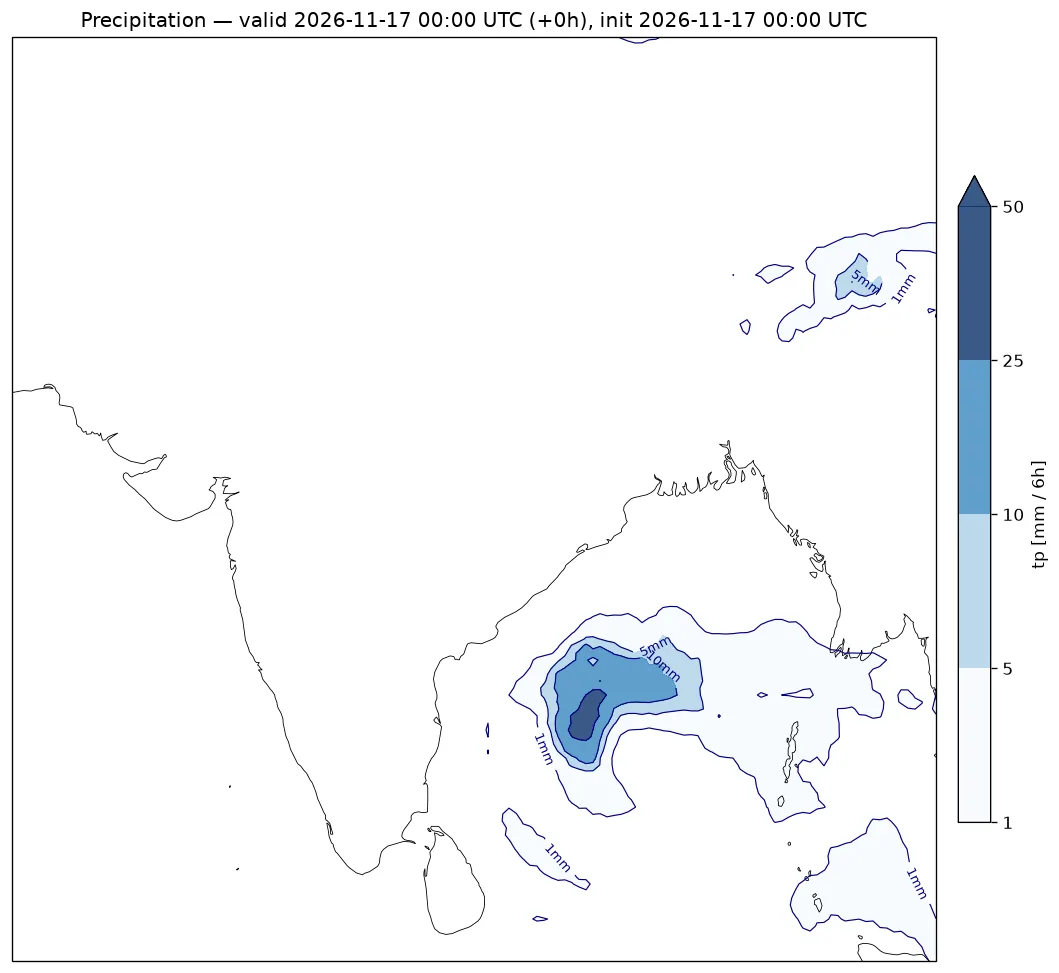 Precipitation — valid 2026-11-17 00:00 UTC (+0h), init 2026-11-17 00:00 UTC
50
5mm
1mm
25
tp [mm / 6h]
10
5mm
10mm
5
1mm
1
1mm
1mm